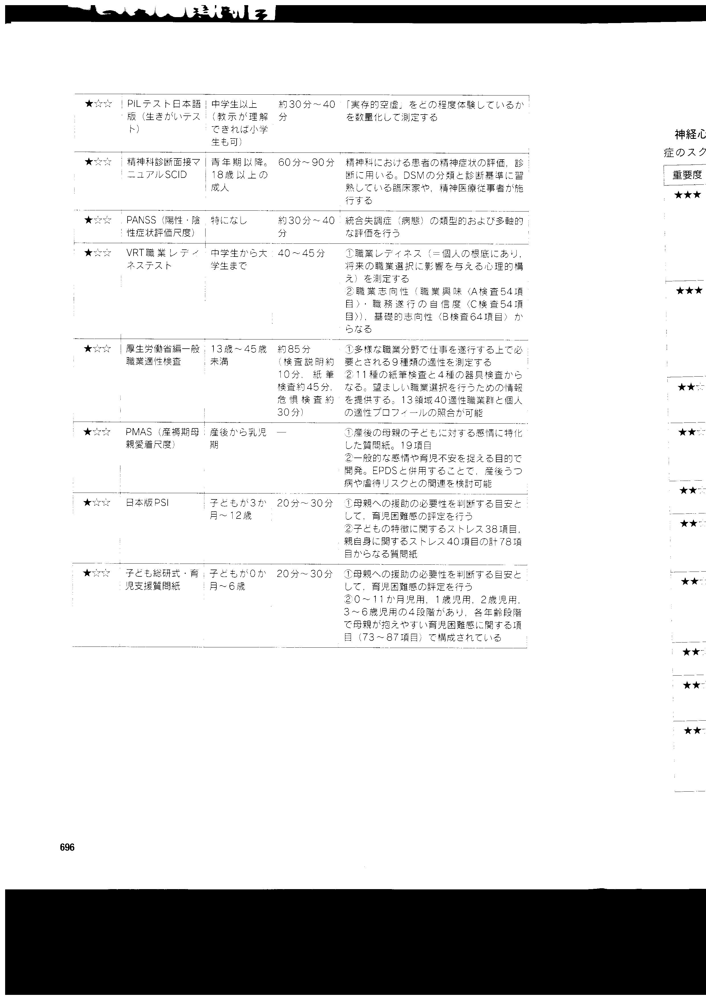 ★☆☆
PILテスト日本語
版（生きがいテス
ト）
中学生以上
（教示が理解
できれば小学
生も可）
約30分～40
分
「実存的空虚」をどの程度体験しているか
を数量化して測定する
★☆☆
精神科診断面接マ
ニュアルSCID
青年期以降。
18歳以上の
成人
60分～90分
精神科における患者の精神症状の評価，診
断に用いる。DSMの分類と診断基準に習
熟している臨床家や，精神医療従事者が施
行する
★☆☆
PANSS（陽性・陰
性症状評価尺度）
特になし
約30分～40
分
統合失調症（病態）の類型的および多軸的
な評価を行う
★☆☆
VRT職業レディ
ネステスト
中学生から大
学生まで
40～45分
①職業レディネス（＝個人の根底にあり，
将来の職業選択に影響を与える心理的構
え）を測定する
②職業志向性（職業興味〈A検査54項
目〉・職務遂行の自信度〈C検査54項
目〉），基礎的志向性〈B検査64項目〉か
らなる
★☆☆
厚生労働省編一般
職業適性検査
13歳～45歳
未満
約85分
（検査説明約
10分，紙筆
検査約45分，
危惧検査約
30分）
①多様な職業分野で仕事を遂行する上で必
要とされる9種類の適性を測定する
②11種の紙筆検査と4種の器具検査から
なる。望ましい職業選択を行うための情報
を提供する。13領域40適性職業群と個人
の適性プロフィールの照合が可能
★☆☆
PMAS（産褥期母
親愛着尺度）
産後から乳児
期
―
①産後の母親の子どもに対する感情に特化
した質問紙。19項目
②一般的な感情や育児不安を捉える目的で
開発。EPDSと併用することで，産後うつ
病や虐待リスクとの関連を検討可能
★☆☆
日本版PSI
子どもが3か
月～12歳
20分～30分
①母親への援助の必要性を判断する目安と
して，育児困難感の評定を行う
②子どもの特徴に関するストレス38項目，
親自身に関するストレス40項目の計78項
目からなる質問紙
★☆☆
子ども総研式・育
児支援質問紙
子どもが0か
月～6歳
20分～30分
①母親への援助の必要性を判断する目安と
して，育児困難感の評定を行う
②0～11か月児用，1歳児用，2歳児用，
3～6歳児用の4段階があり，各年齢段階
で母親が抱えやすい育児困難感に関する項
目（73～87項目）で構成されている
696
神経心
症のスク
重要度
★★★
★★★
★★☆
★★☆
★★☆
★★
★★
★★
★★
★★